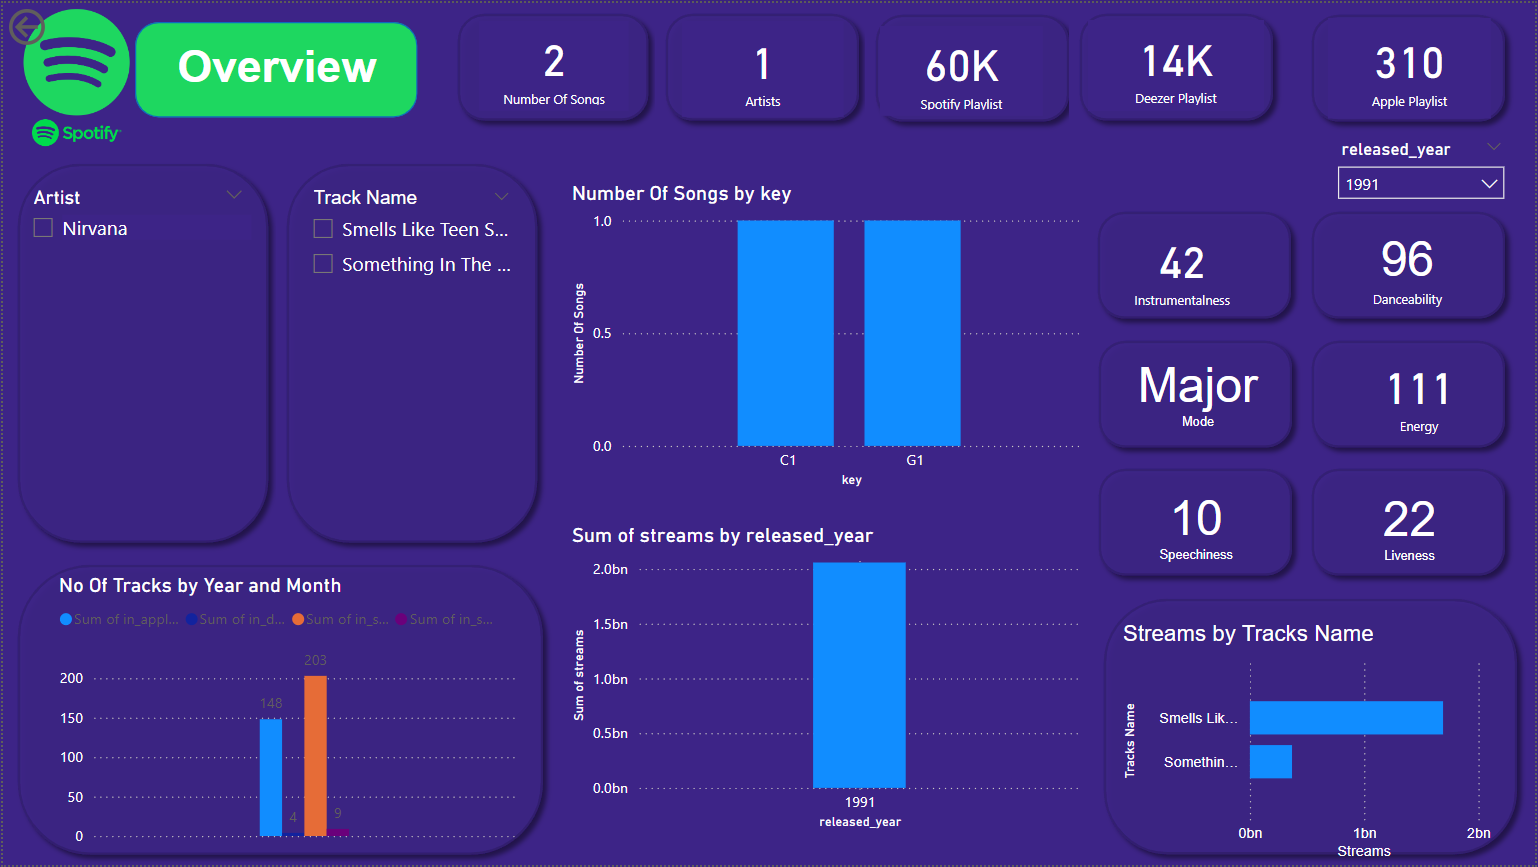 Overview
Spotify
2
Number Of Songs
1
Artists
60K
Spotify Playlist
14K
Deezer Playlist
310
Apple Playlist
released_year
1991
Artist
Nirvana
Track Name
Smells Like Teen S...
Something In The ...
Number Of Songs by key
Number Of Songs
1.0
0.5
0.0
C1 G1
key
42
Instrumentalness
96
Danceability
Major
Mode
111
Energy
10
Speechiness
22
Liveness
Sum of streams by released_year
Sum of streams
2.0bn
1.5bn
1.0bn
0.5bn
0.0bn
1991
released_year
No Of Tracks by Year and Month
Sum of in_appl... Sum of in_d... Sum of in_s... Sum of in_s...
200
150
100
50
0
148
4
203
9
Streams by Tracks Name
Tracks Name
Smells Lik...
Somethin...
0bn 1bn 2bn
Streams